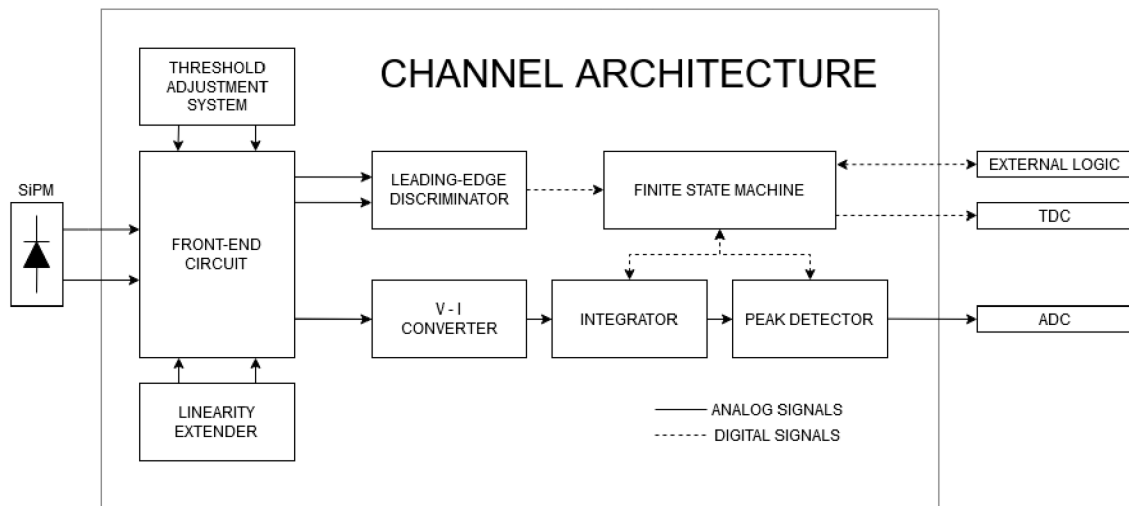 CHANNEL ARCHITECTURE
THRESHOLD
ADJUSTMENT
SYSTEM
SiPM
FRONT-END
CIRCUIT
LEADING-EDGE
DISCRIMINATOR
FINITE STATE MACHINE
EXTERNAL LOGIC
TDC
V - I
CONVERTER
INTEGRATOR
PEAK DETECTOR
ADC
LINEARITY
EXTENDER
ANALOG SIGNALS
DIGITAL SIGNALS